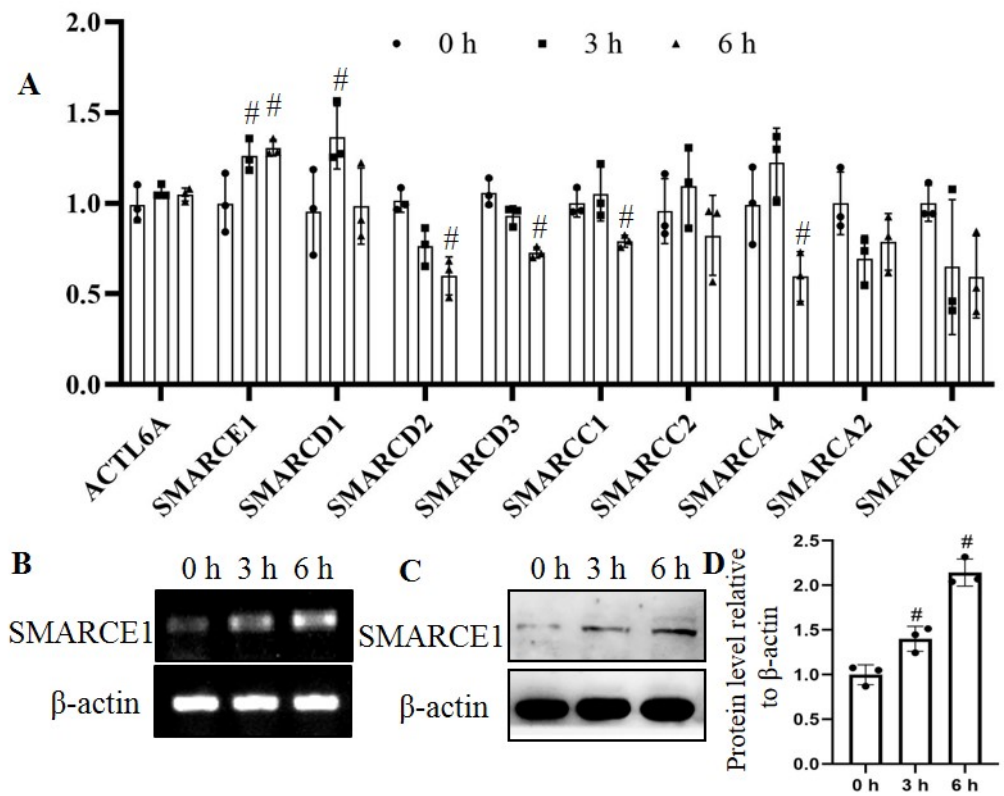 A
2.0
1.5
1.0
0.5
0.0
0 h 3 h 6 h
# # # # # # #
ACTL6A SMARCE1 SMARCD1 SMARCD2 SMARCD3 SMARCC1 SMARCC2 SMARCA4 SMARCA2 SMARCB1
B
0 h 3 h 6 h
SMARCE1
β-actin
C
0 h 3 h 6 h
SMARCE1
β-actin
D
Protein level relative
to β-actin
2.5
2.0
1.5
1.0
0.5
0.0
# #
0 h 3 h 6 h